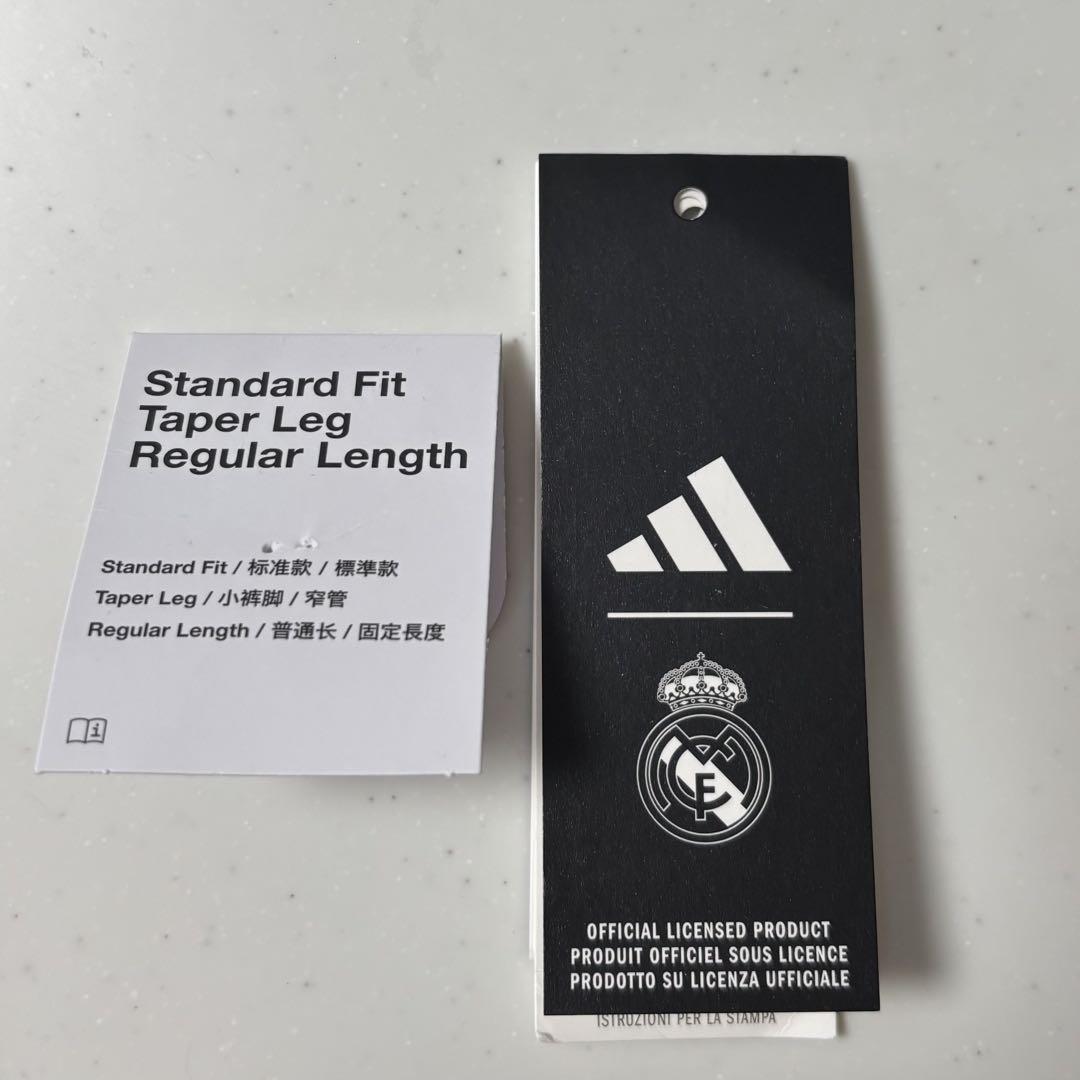 Standard Fit
Taper Leg
Regular Length
Standard Fit / 标准款 / 標準款
Taper Leg / 小裤脚 / 窄管
Regular Length / 普通长 / 固定長度
OFFICIAL LICENSED PRODUCT
PRODUIT OFFICIEL SOUS LICENCE
PRODOTTO SU LICENZA UFFICIALE
ISTRUZIONI PER LA STAMPA